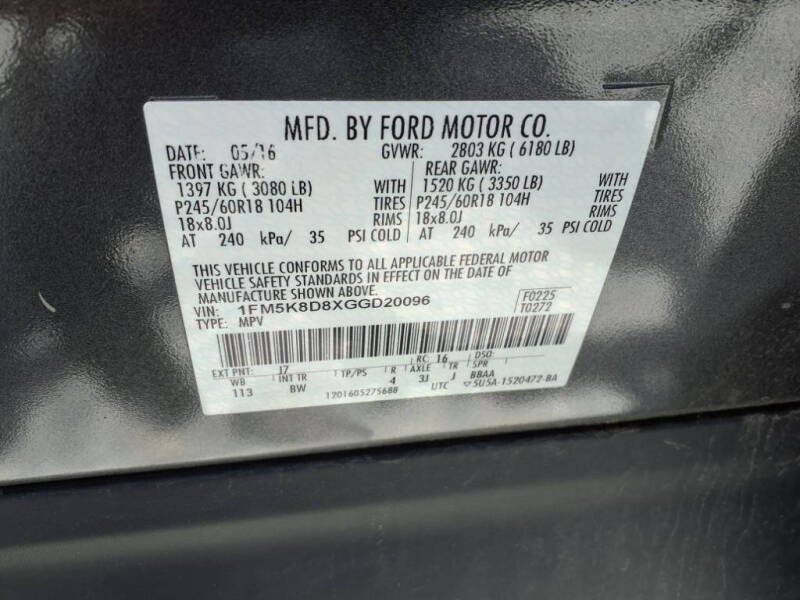 MFD. BY FORD MOTOR CO.
DATE: 05/16 GVWR: 2803 KG ( 6180 LB)
FRONT GAWR: REAR GAWR:
1397 KG ( 3080 LB) WITH 1520 KG ( 3350 LB) WITH
P245/60R18 104H TIRES P245/60R18 104H TIRES
18x8.0J RIMS 18x8.0J RIMS
AT 240 kPa/ 35 PSI COLD AT 240 kPa/ 35 PSI COLD
THIS VEHICLE CONFORMS TO ALL APPLICABLE FEDERAL MOTOR
VEHICLE SAFETY STANDARDS IN EFFECT ON THE DATE OF
MANUFACTURE SHOWN ABOVE.
VIN: 1FM5K8D8XGGD20096 F0225
TYPE: MPV T0272
EXT PNT: J7 RC: 16 DSO:
WB INT TR TP/PS R AXLE TR SPR
113 BW 4 3J J BBAA
1201605275688 UTC ▽5USA-1520472-BA